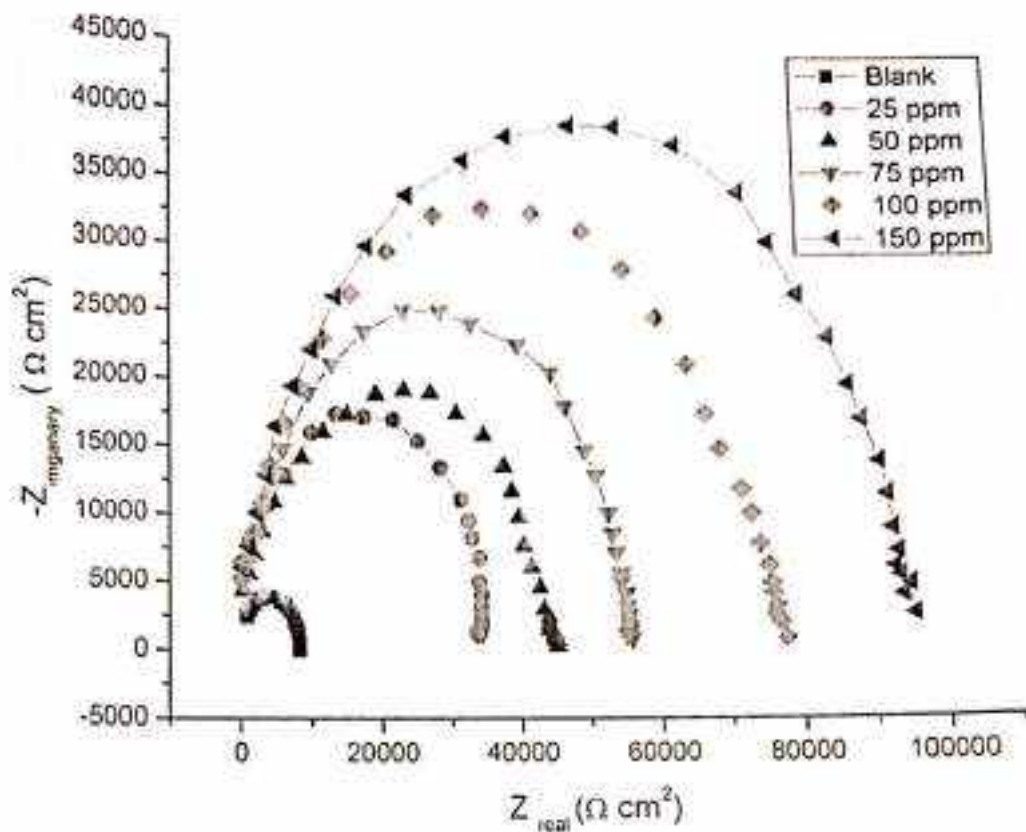 45000
40000
35000
30000
25000
20000
15000
10000
5000
0
-5000
-Z imganary ( Ω cm²)
Blank
25 ppm
50 ppm
75 ppm
100 ppm
150 ppm
0 20000 40000 60000 80000 100000
Z real (Ω cm²)